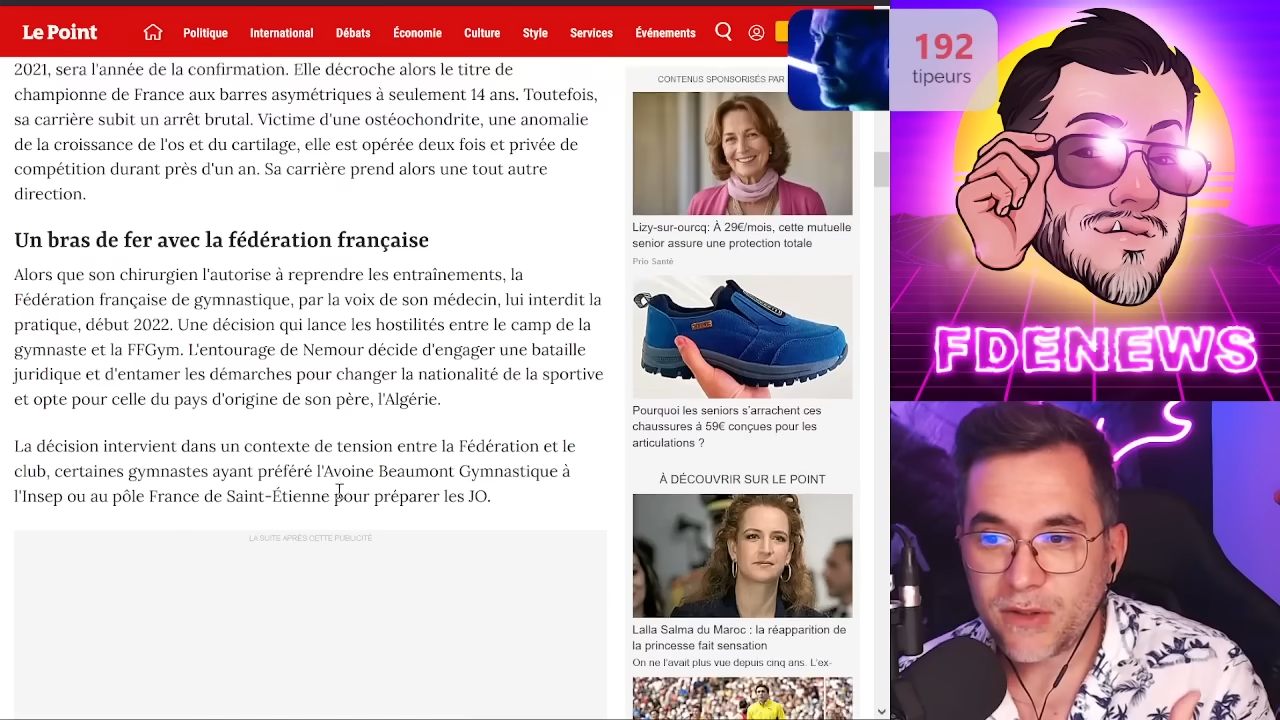 Le Point
Politique
International
Débats
Économie
Culture
Style
Services
Événements
192
tipeurs
2021, sera l'année de la confirmation. Elle décroche alors le titre de
championne de France aux barres asymétriques à seulement 14 ans. Toutefois,
sa carrière subit un arrêt brutal. Victime d'une ostéochondrite, une anomalie
de la croissance de l'os et du cartilage, elle est opérée deux fois et privée de
compétition durant près d'un an. Sa carrière prend alors une tout autre
direction.
Un bras de fer avec la fédération française
Alors que son chirurgien l'autorise à reprendre les entraînements, la
Fédération française de gymnastique, par la voix de son médecin, lui interdit la
pratique, début 2022. Une décision qui lance les hostilités entre le camp de la
gymnaste et la FFGym. L'entourage de Nemour décide d'engager une bataille
juridique et d'entamer les démarches pour changer la nationalité de la sportive
et opte pour celle du pays d'origine de son père, l'Algérie.
La décision intervient dans un contexte de tension entre la Fédération et le
club, certaines gymnastes ayant préféré l'Avoine Beaumont Gymnastique à
l'Insep ou au pôle France de Saint-Étienne pour préparer les JO.
LA SUITE APRÈS CETTE PUBLICITÉ
CONTENUS SPONSORISÉS PAR
Lizy-sur-ourcq: À 29€/mois, cette mutuelle
senior assure une protection totale
Prio Santé
Pourquoi les seniors s'arrachent ces
chaussures à 59€ conçues pour les
articulations ?
À DÉCOUVRIR SUR LE POINT
Lalla Salma du Maroc : la réapparition de
la princesse fait sensation
On ne l'avait plus vue depuis cinq ans. L'ex-
FDENEWS